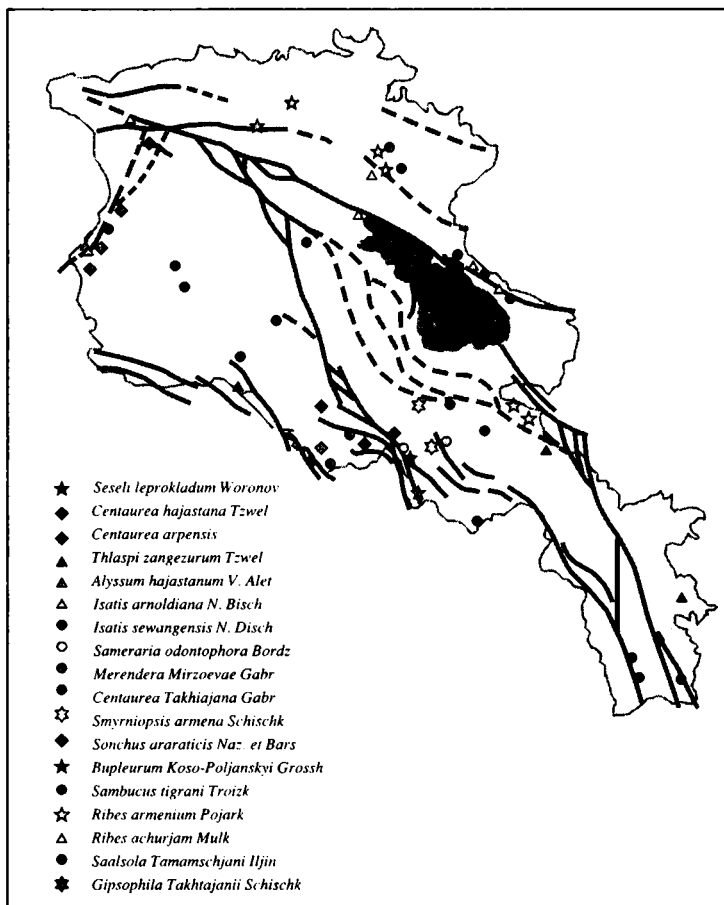 Seseli leprokladum Woronov
Centaurea hajastana Tzwel
Centaurea arpensis
Thlaspi zangezurum Tzwel
Alyssum hajastanum V. Alet
Isatis arnoldiana N. Bisch
Isatis sewangensis N. Disch
Sameraria odontophora Bordz
Merendera Mirzoevae Gabr
Centaurea Takhiajana Gabr
Smyrniopsis armena Schischk
Sonchus araraticis Naz. et Bars
Bupleurum Koso-Poljanskyi Grossh
Sambucus tigrani Troizk
Ribes armenium Pojark
Ribes achurjam Mulk
Saalsola Tamamschjani Iljin
Gipsophila Takhtajanii Schischk